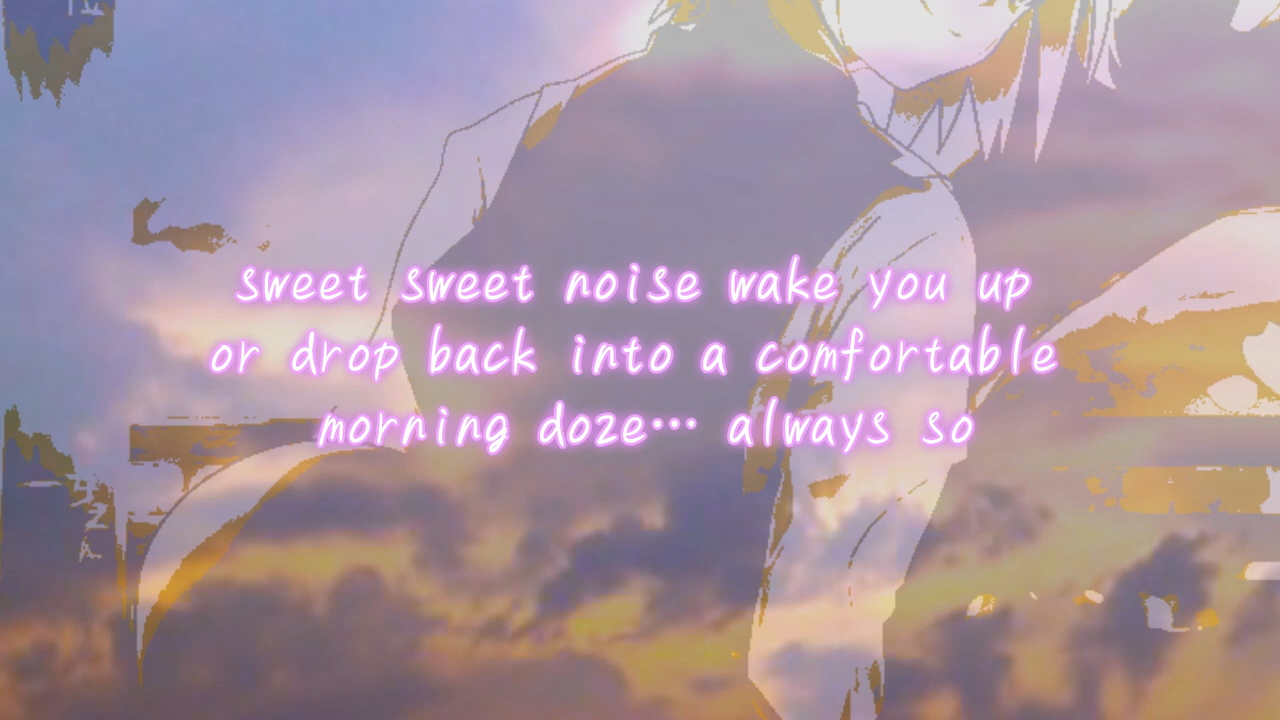 sweet sweet noise wake you up
or drop back into a comfortable
morning doze… always so